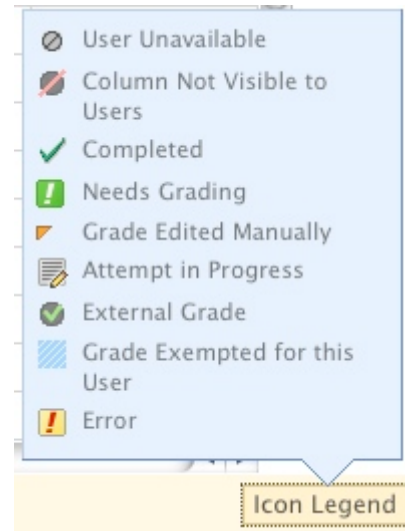 User Unavailable
Column Not Visible to
Users
Completed
Needs Grading
Grade Edited Manually
Attempt in Progress
External Grade
Grade Exempted for this
User
Error
Icon Legend